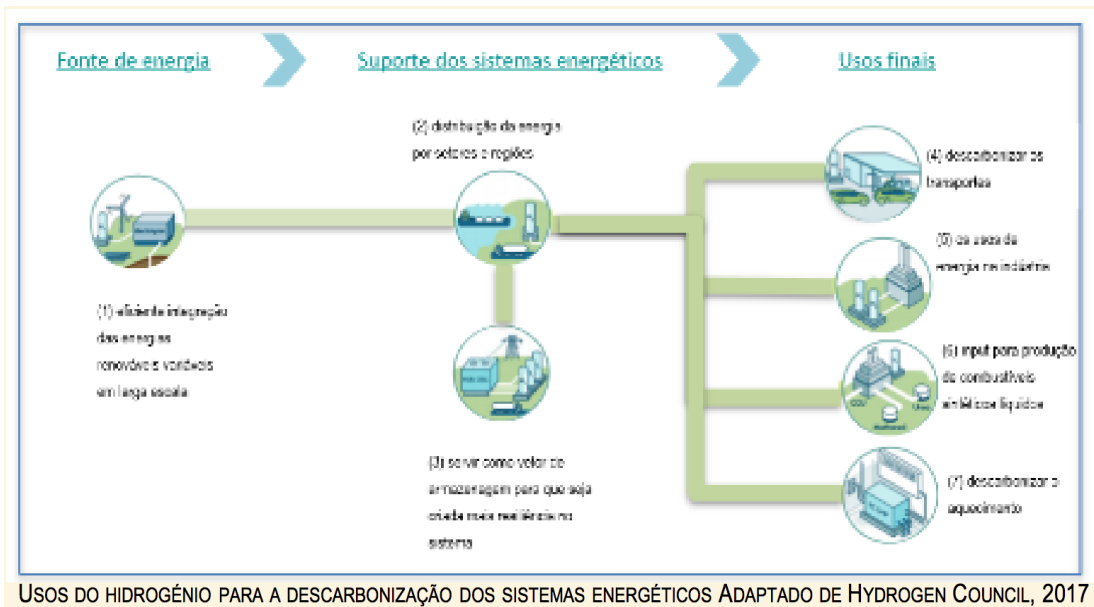 Fonte de energia
Suporte dos sistemas energéticos
Usos finais
(2) distribuição da energia
por setores e regiões
(4) descarbonizar os
transportes
(5) os usos de
energia na indústria
(1) eficiente integração
das energias
renováveis variáveis
em larga escala
(6) input para produção
de combustíveis
sintéticos líquidos
(3) servir como vetor de
armazenagem para que seja
criada mais resiliência no
sistema
(7) descarbonizar o
aquecimento
USOS DO HIDROGÉNIO PARA A DESCARBONIZAÇÃO DOS SISTEMAS ENERGÉTICOS ADAPTADO DE HYDROGEN COUNCIL, 2017